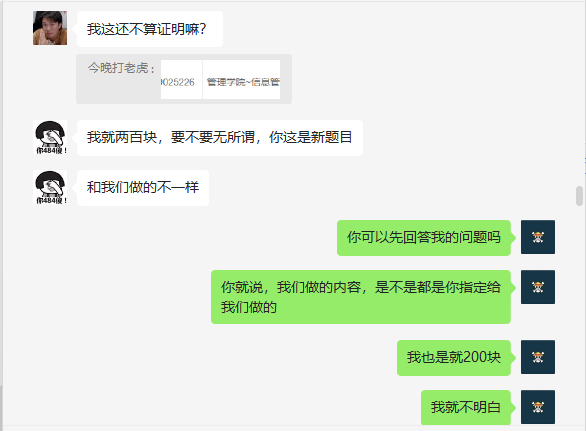 我这还不算证明嘛?
今晚打老虎:
0025226
管理学院~信息管
我就两百块，要不要无所谓，你这是新题目
你484傻！
和我们做的不一样
你484傻！
你可以先回答我的问题吗
你就说，我们做的内容，是不是都是你指定给
我们做的
我也是就200块
我就不明白